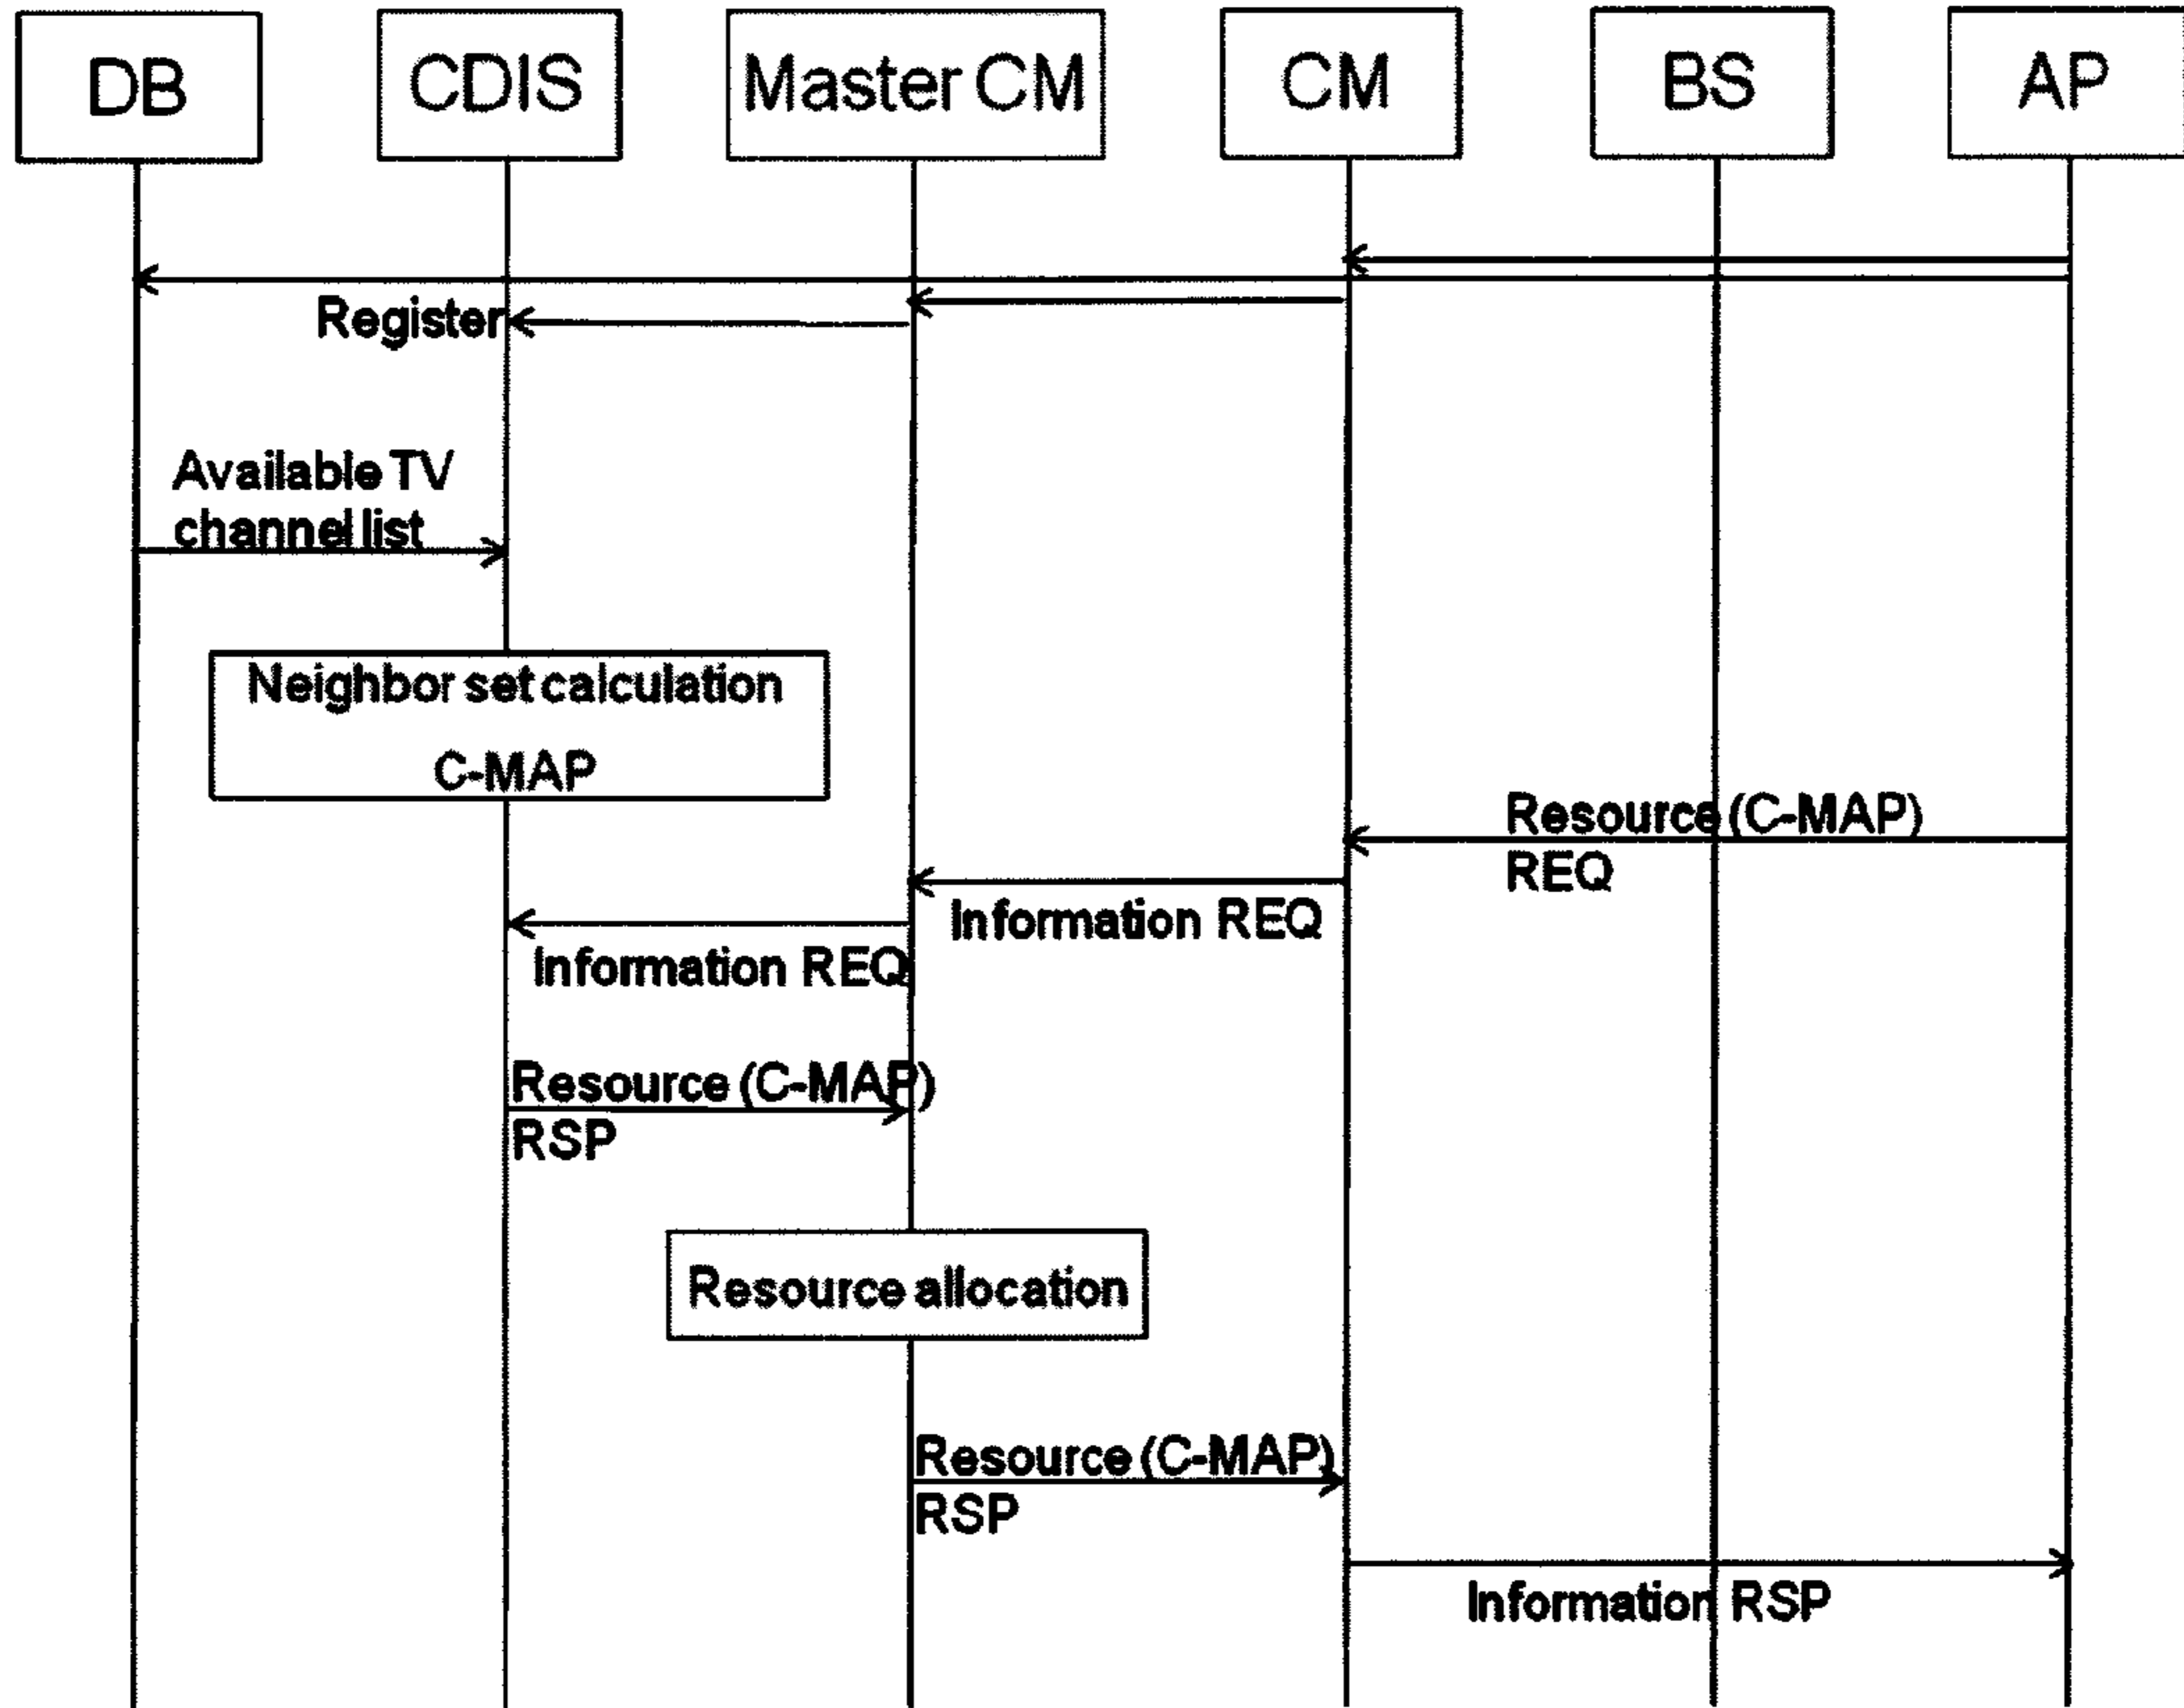 DB
CDIS
Master CM
CM
BS
AP
Register
Available TV
channel list
Neighbor set calculation
C-MAP
Resource (C-MAP)
REQ
Information REQ
Information REQ
Resource (C-MAP)
RSP
Resource allocation
Resource (C-MAP)
RSP
Information RSP